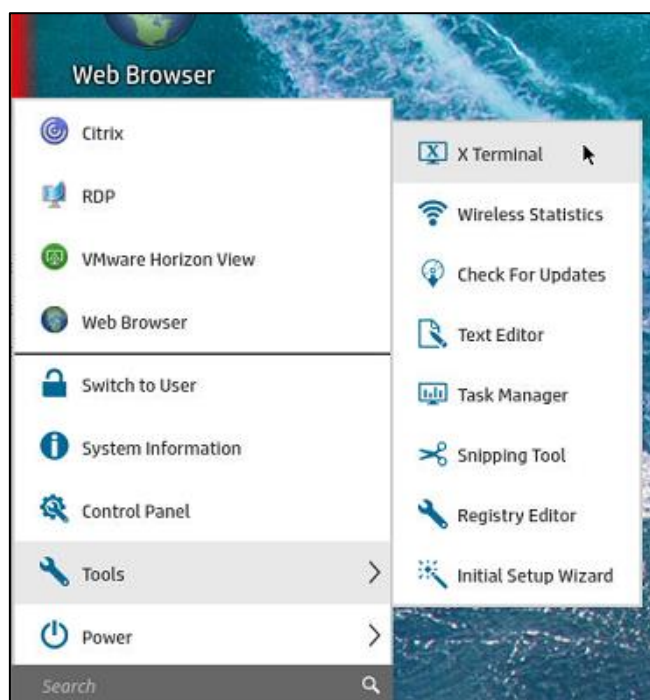 Web Browser
Citrix
RDP
VMware Horizon View
Web Browser
Switch to User
System Information
Control Panel
Tools
Power
Search
X Terminal
Wireless Statistics
Check For Updates
Text Editor
Task Manager
Snipping Tool
Registry Editor
Initial Setup Wizard